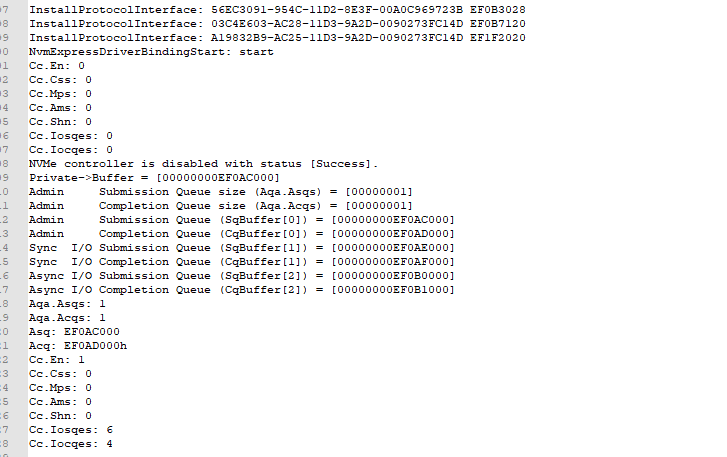 07 InstallProtocolInterface: 56EC3091-954C-11D2-8E3F-00A0C969723B EF0B3028
08 InstallProtocolInterface: 03C4E603-AC28-11D3-9A2D-0090273FC14D EF0B7120
09 InstallProtocolInterface: A19832B9-AC25-11D3-9A2D-0090273FC14D EF1F2020
NvmExpressDriverBindingStart: start
Cc.En: 0
Cc.Css: 0
Cc.Mps: 0
Cc.Ams: 0
Cc.Shn: 0
Cc.Iosqes: 0
Cc.Iocqes: 0
NVMe controller is disabled with status [Success].
Private->Buffer = [00000000EF0AC000]
Admin     Submission Queue size (Aqa.Asqs) = [00000001]
Admin     Completion Queue size (Aqa.Acqs) = [00000001]
Admin     Submission Queue (SqBuffer[0]) = [00000000EF0AC000]
Admin     Completion Queue (CqBuffer[0]) = [00000000EF0AD000]
Sync  I/O Submission Queue (SqBuffer[1]) = [00000000EF0AE000]
Sync  I/O Completion Queue (CqBuffer[1]) = [00000000EF0AF000]
Async I/O Submission Queue (SqBuffer[2]) = [00000000EF0B0000]
Async I/O Completion Queue (CqBuffer[2]) = [00000000EF0B1000]
Aqa.Asqs: 1
Aqa.Acqs: 1
Asq: EF0AC000
Acq: EF0AD000h
Cc.En: 1
Cc.Css: 0
Cc.Mps: 0
Cc.Ams: 0
Cc.Shn: 0
Cc.Iosqes: 6
Cc.Iocqes: 4